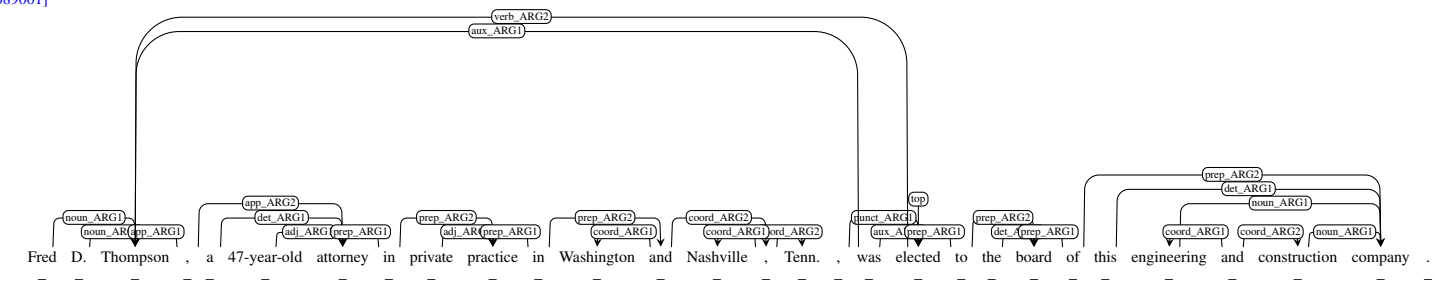 089001]
verb_ARG2
aux_ARG1
prep_ARG2
det_ARG1
top
app_ARG2 noun_ARG1
noun_ARG1 det_ARG1 prep_ARG2 prep_ARG2 coord_ARG2 punct_ARG1 prep_ARG2
app_ARG1 prep_ARG1 prep_ARG1 coord_ARG1 coord_ARG1 prep_ARG1 prep_ARG1 coord_ARG1 coord_ARG2 noun_ARG1
Fred D. Thompson , a 47-year-old attorney in private practice in Washington and Nashville , Tenn. , was elected to the board of this engineering and construction company .
_ _ _ _ _ _ _ _ _ _ _ _ _ _ _ _ _ _ _ _ _ _ _ _ _ _ _ _ _